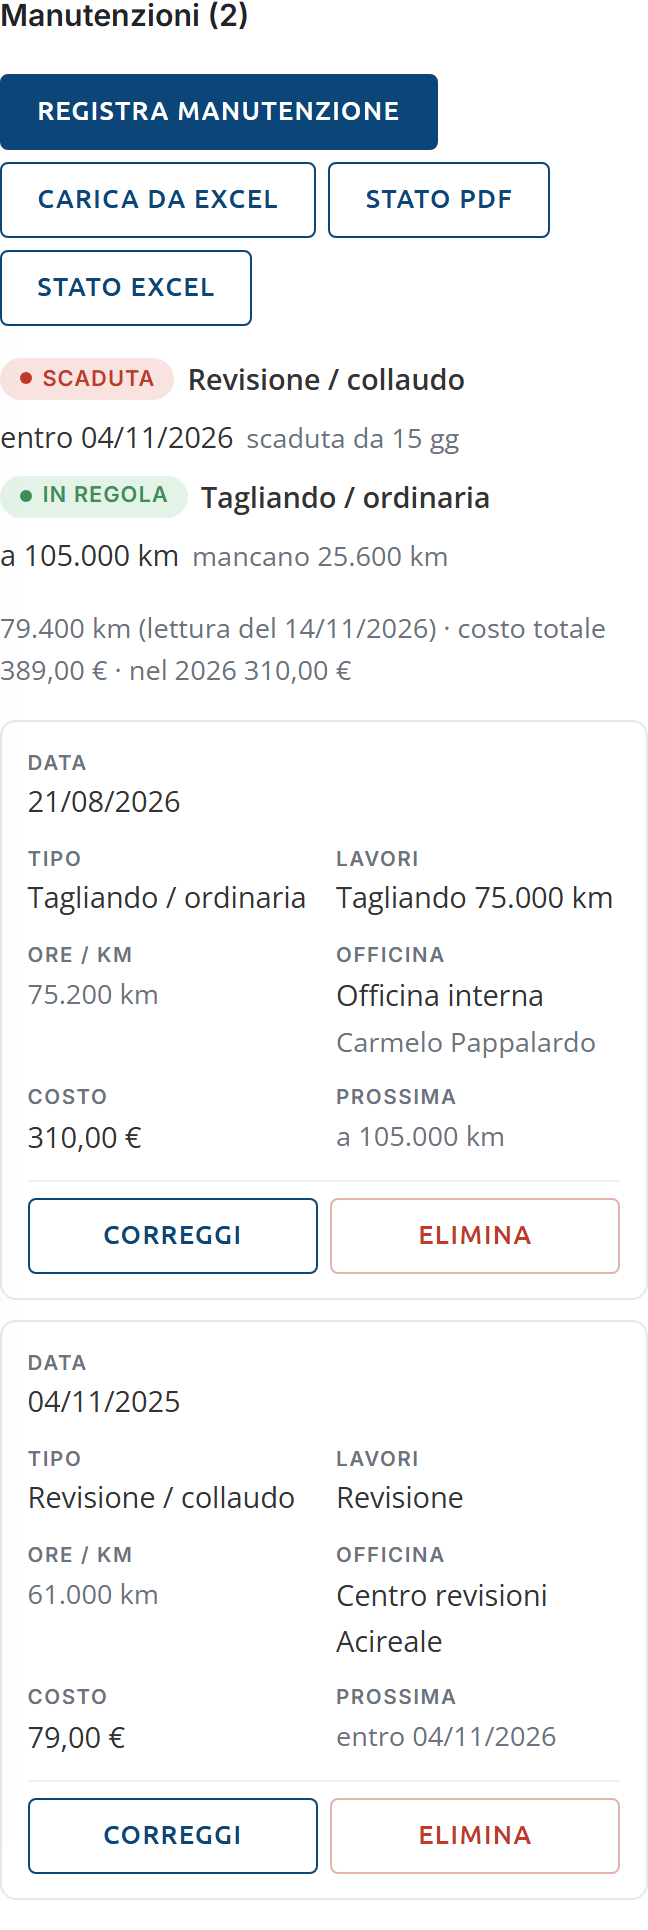 Manutenzioni (2)
REGISTRA MANUTENZIONE
CARICA DA EXCEL
STATO PDF
STATO EXCEL
SCADUTA Revisione / collaudo
entro 04/11/2026 scaduta da 15 gg
IN REGOLA Tagliando / ordinaria
a 105.000 km mancano 25.600 km
79.400 km (lettura del 14/11/2026) · costo totale
389,00 € · nel 2026 310,00 €
DATA
21/08/2026
TIPO
Tagliando / ordinaria
LAVORI
Tagliando 75.000 km
ORE / KM
75.200 km
OFFICINA
Officina interna
Carmelo Pappalardo
COSTO
310,00 €
PROSSIMA
a 105.000 km
CORREGGI
ELIMINA
DATA
04/11/2025
TIPO
Revisione / collaudo
LAVORI
Revisione
ORE / KM
61.000 km
OFFICINA
Centro revisioni
Acireale
COSTO
79,00 €
PROSSIMA
entro 04/11/2026
CORREGGI
ELIMINA